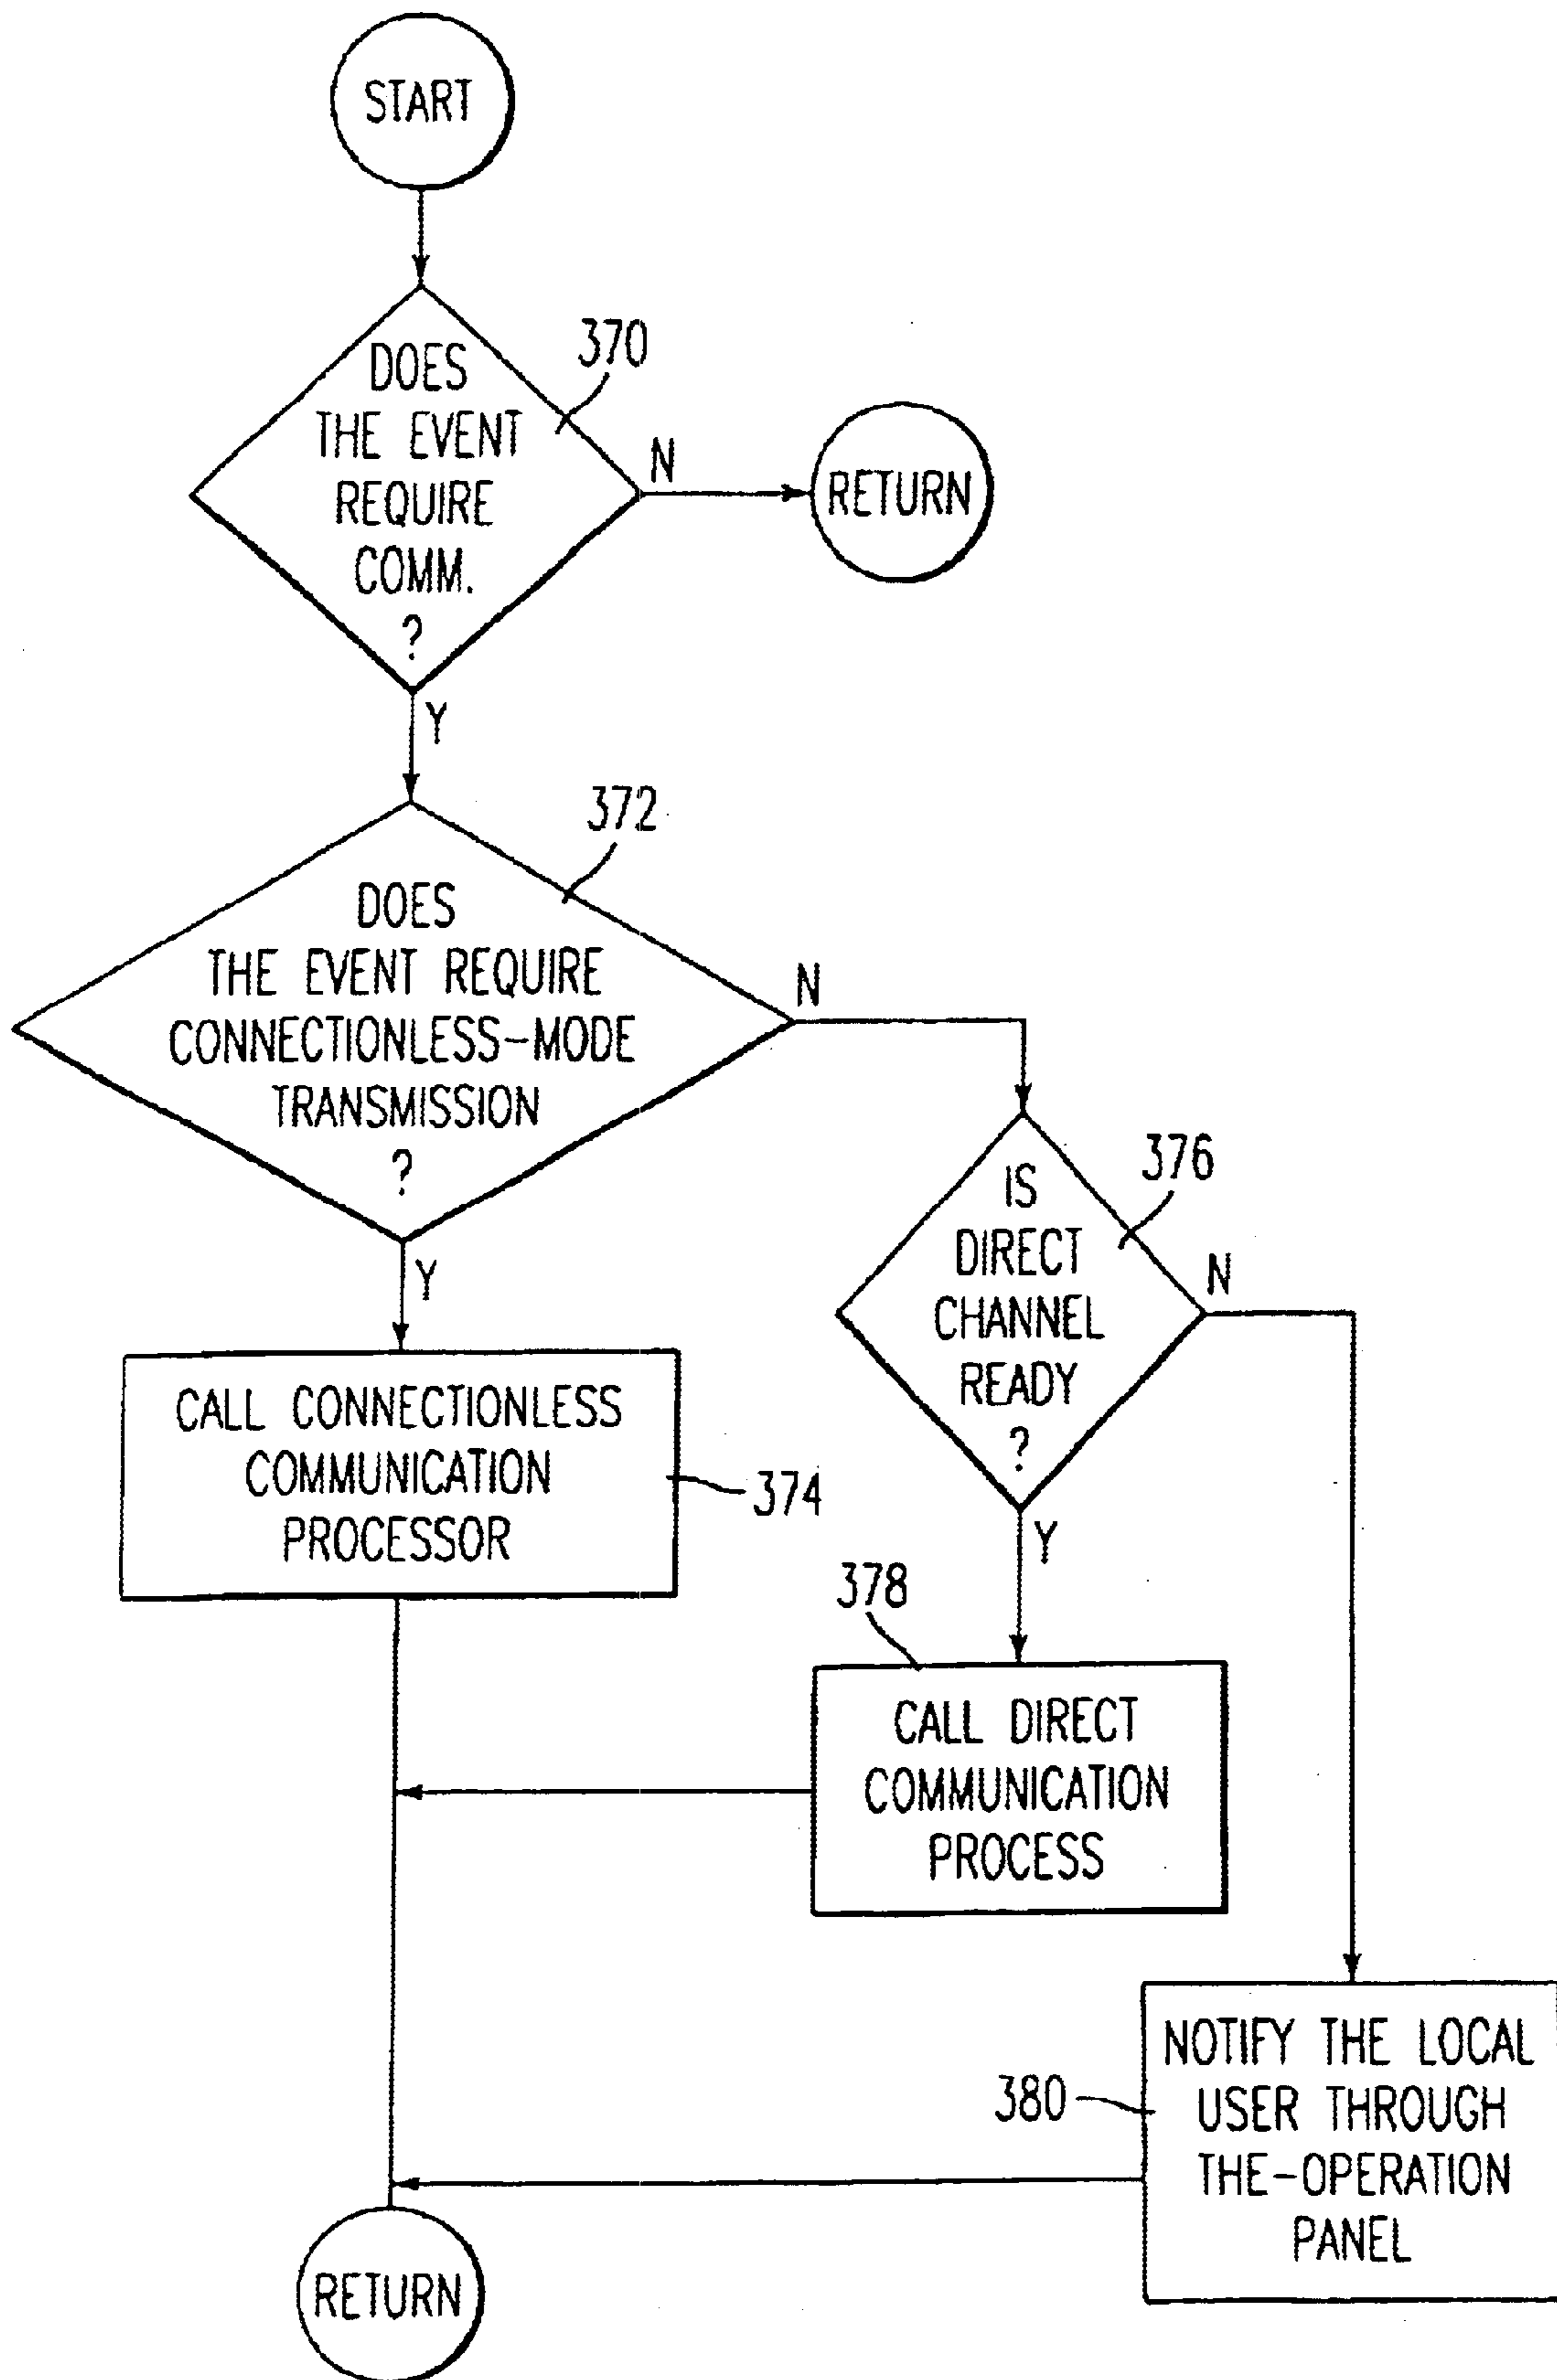 START
370
DOES
THE EVENT
REQUIRE
COMM.
?
N
RETURN
Y
372
DOES
THE EVENT REQUIRE
CONNECTIONLESS-MODE
TRANSMISSION
?
N
Y
376
IS
DIRECT
CHANNEL
READY
?
N
Y
CALL CONNECTIONLESS
COMMUNICATION
PROCESSOR
374
378
CALL DIRECT
COMMUNICATION
PROCESS
380
NOTIFY THE LOCAL
USER THROUGH
THE-OPERATION
PANEL
RETURN